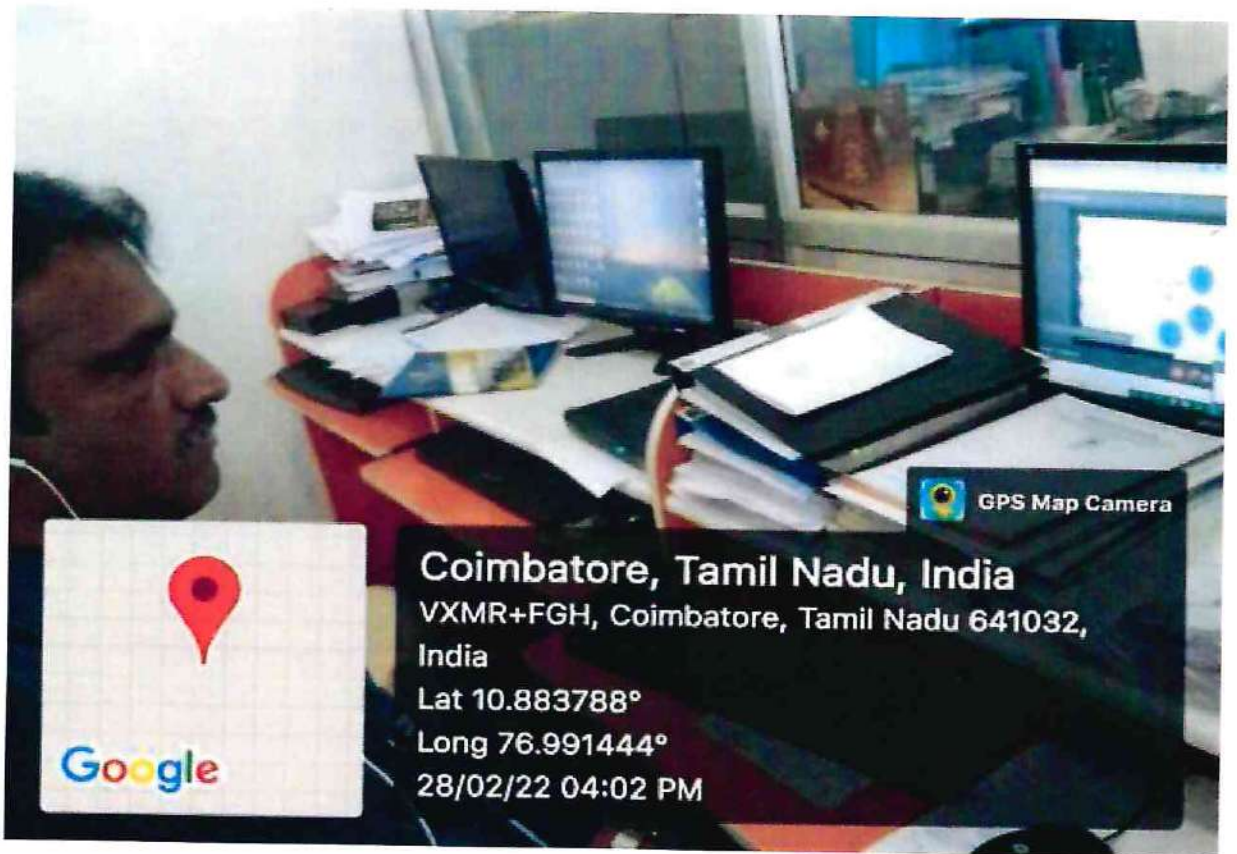 GPS Map Camera
Coimbatore, Tamil Nadu, India
VXMR+FGH, Coimbatore, Tamil Nadu 641032,
India
Lat 10.883788°
Long 76.991444°
28/02/22 04:02 PM
Google